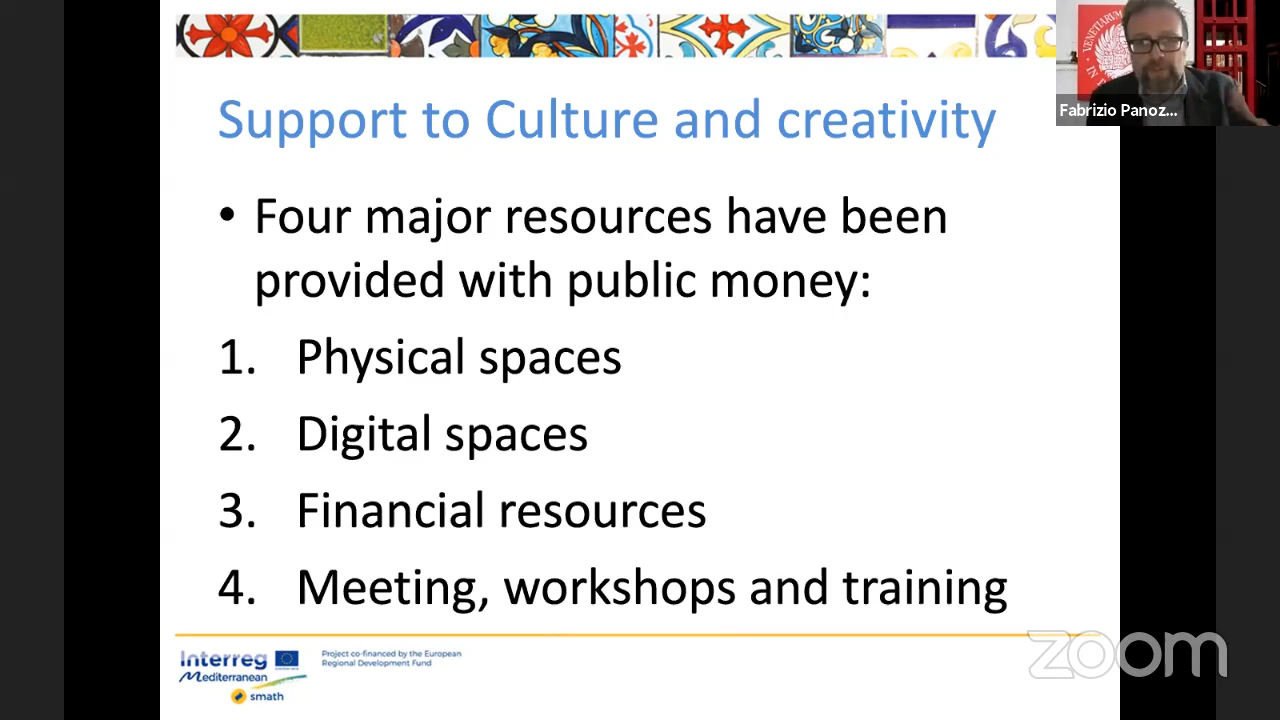 Support to Culture and creativity
Fabrizio Panoz...
• Four major resources have been
provided with public money:
1. Physical spaces
2. Digital spaces
3. Financial resources
4. Meeting, workshops and training
Interreg
Mediterranean
smath
Project co-financed by the European
Regional Development Fund
zoom